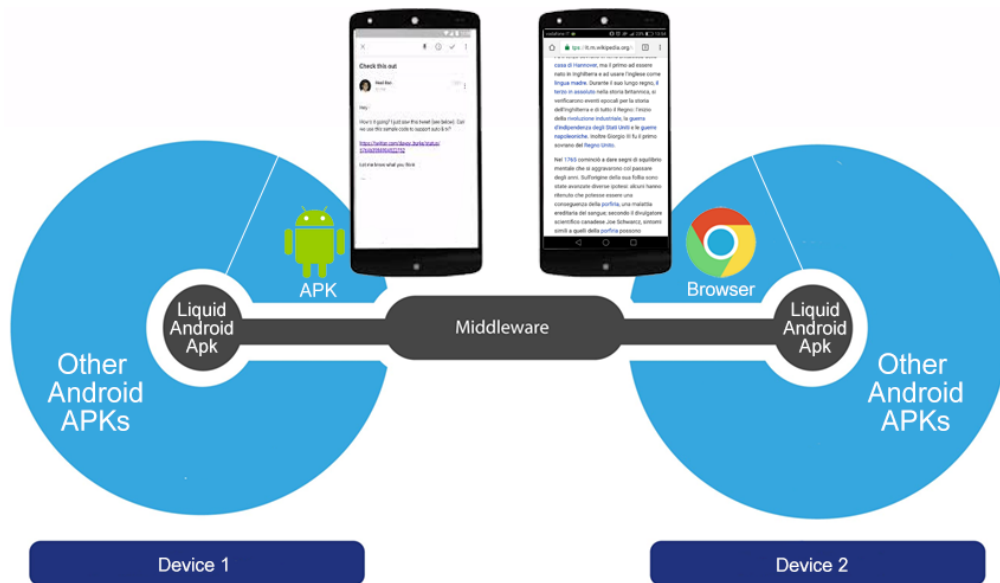 Check this out
Hey
How's it going? I just saw this tweet (see below). Can
we use this sample code to support auto fill in?
Let me know what you think
casa di Hannover, ma il primo ad essere
nato in Inghilterra e ad usare l'inglese come
lingua madre. Durante il suo lungo regno, il
terzo in assoluto nella storia britannica, si
verificarono eventi epocali per la storia
dell'Inghilterra e di tutto il Regno: l'inizio
della rivoluzione industriale, la guerra
d'indipendenza degli Stati Uniti e le guerre
napoleoniche. Inoltre Giorgio III fu il primo
sovrano del Regno Unito.
Nel 1765 cominciò a dare segni di squilibrio
mentale che si aggravarono col passare
degli anni. Sull'origine della sua follia sono
state avanzate diverse ipotesi: alcuni hanno
ritenuto che potesse essere una
conseguenza della porfiria, una malattia
ereditaria del sangue; secondo il divulgatore
scientifico canadese Joe Schwarcz, sintomi
simili a quelli della porfiria possono
APK
Browser
Liquid
Android
Apk
Middleware
Liquid
Android
Apk
Other
Android
APKs
Other
Android
APKs
Device 1
Device 2